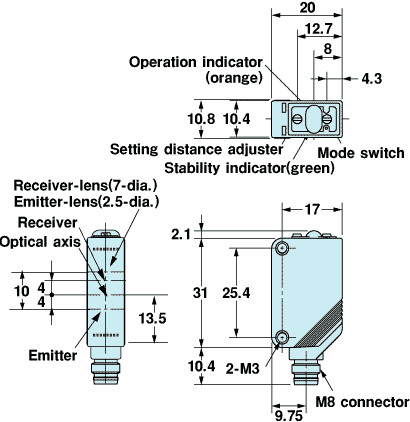 20
12.7
8
4.3
Operation indicator
(orange)
10.8
10.4
Setting distance adjuster
Mode switch
Stability indicator(green)
Receiver-lens(7-dia.)
Emitter-lens(2.5-dia.)
Receiver
Optical axis
17
2.1
10
4
4
31
25.4
13.5
Emitter
2-M3
10.4
M8 connector
9.75